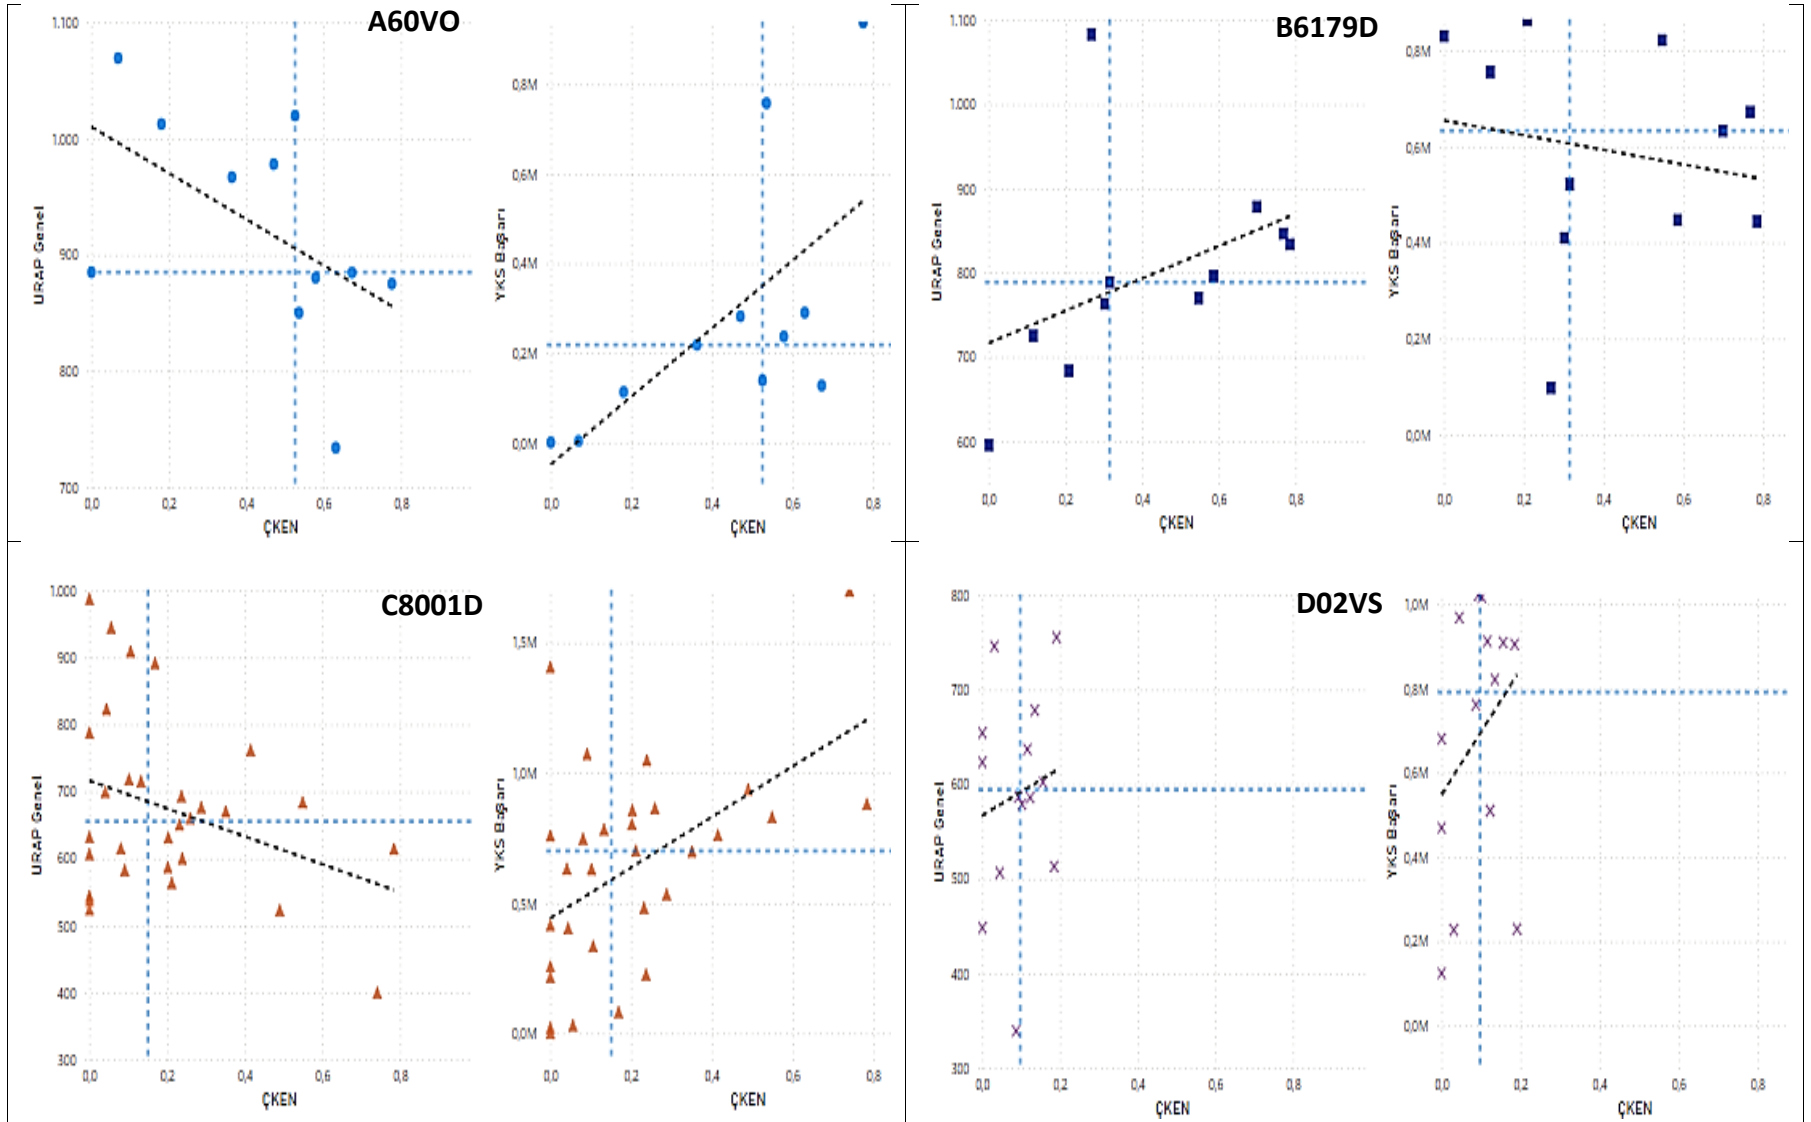 A60VO
1.100
1.000
900
800
700
URAP Genel
0,0 0,2 0,4 0,6 0,8
ÇKEN
0,8M
0,6M
0,4M
0,2M
0,0M
YKS Başarı
0,0 0,2 0,4 0,6 0,8
ÇKEN
B6179D
1.100
1.000
900
800
700
600
URAP Genel
0,0 0,2 0,4 0,6 0,8
ÇKEN
0,8M
0,6M
0,4M
0,2M
0,0M
YKS Başarı
0,0 0,2 0,4 0,6 0,8
ÇKEN
C8001D
1.000
900
800
700
600
500
400
300
URAP Genel
0,0 0,2 0,4 0,6 0,8
ÇKEN
1,5M
1,0M
0,5M
0,0M
YKS Başarı
0,0 0,2 0,4 0,6 0,8
ÇKEN
D02VS
800
700
600
500
400
300
URAP Genel
0,0 0,2 0,4 0,6 0,8
ÇKEN
1,0M
0,8M
0,6M
0,4M
0,2M
0,0M
YKS Başarı
0,0 0,2 0,4 0,6 0,8
ÇKEN